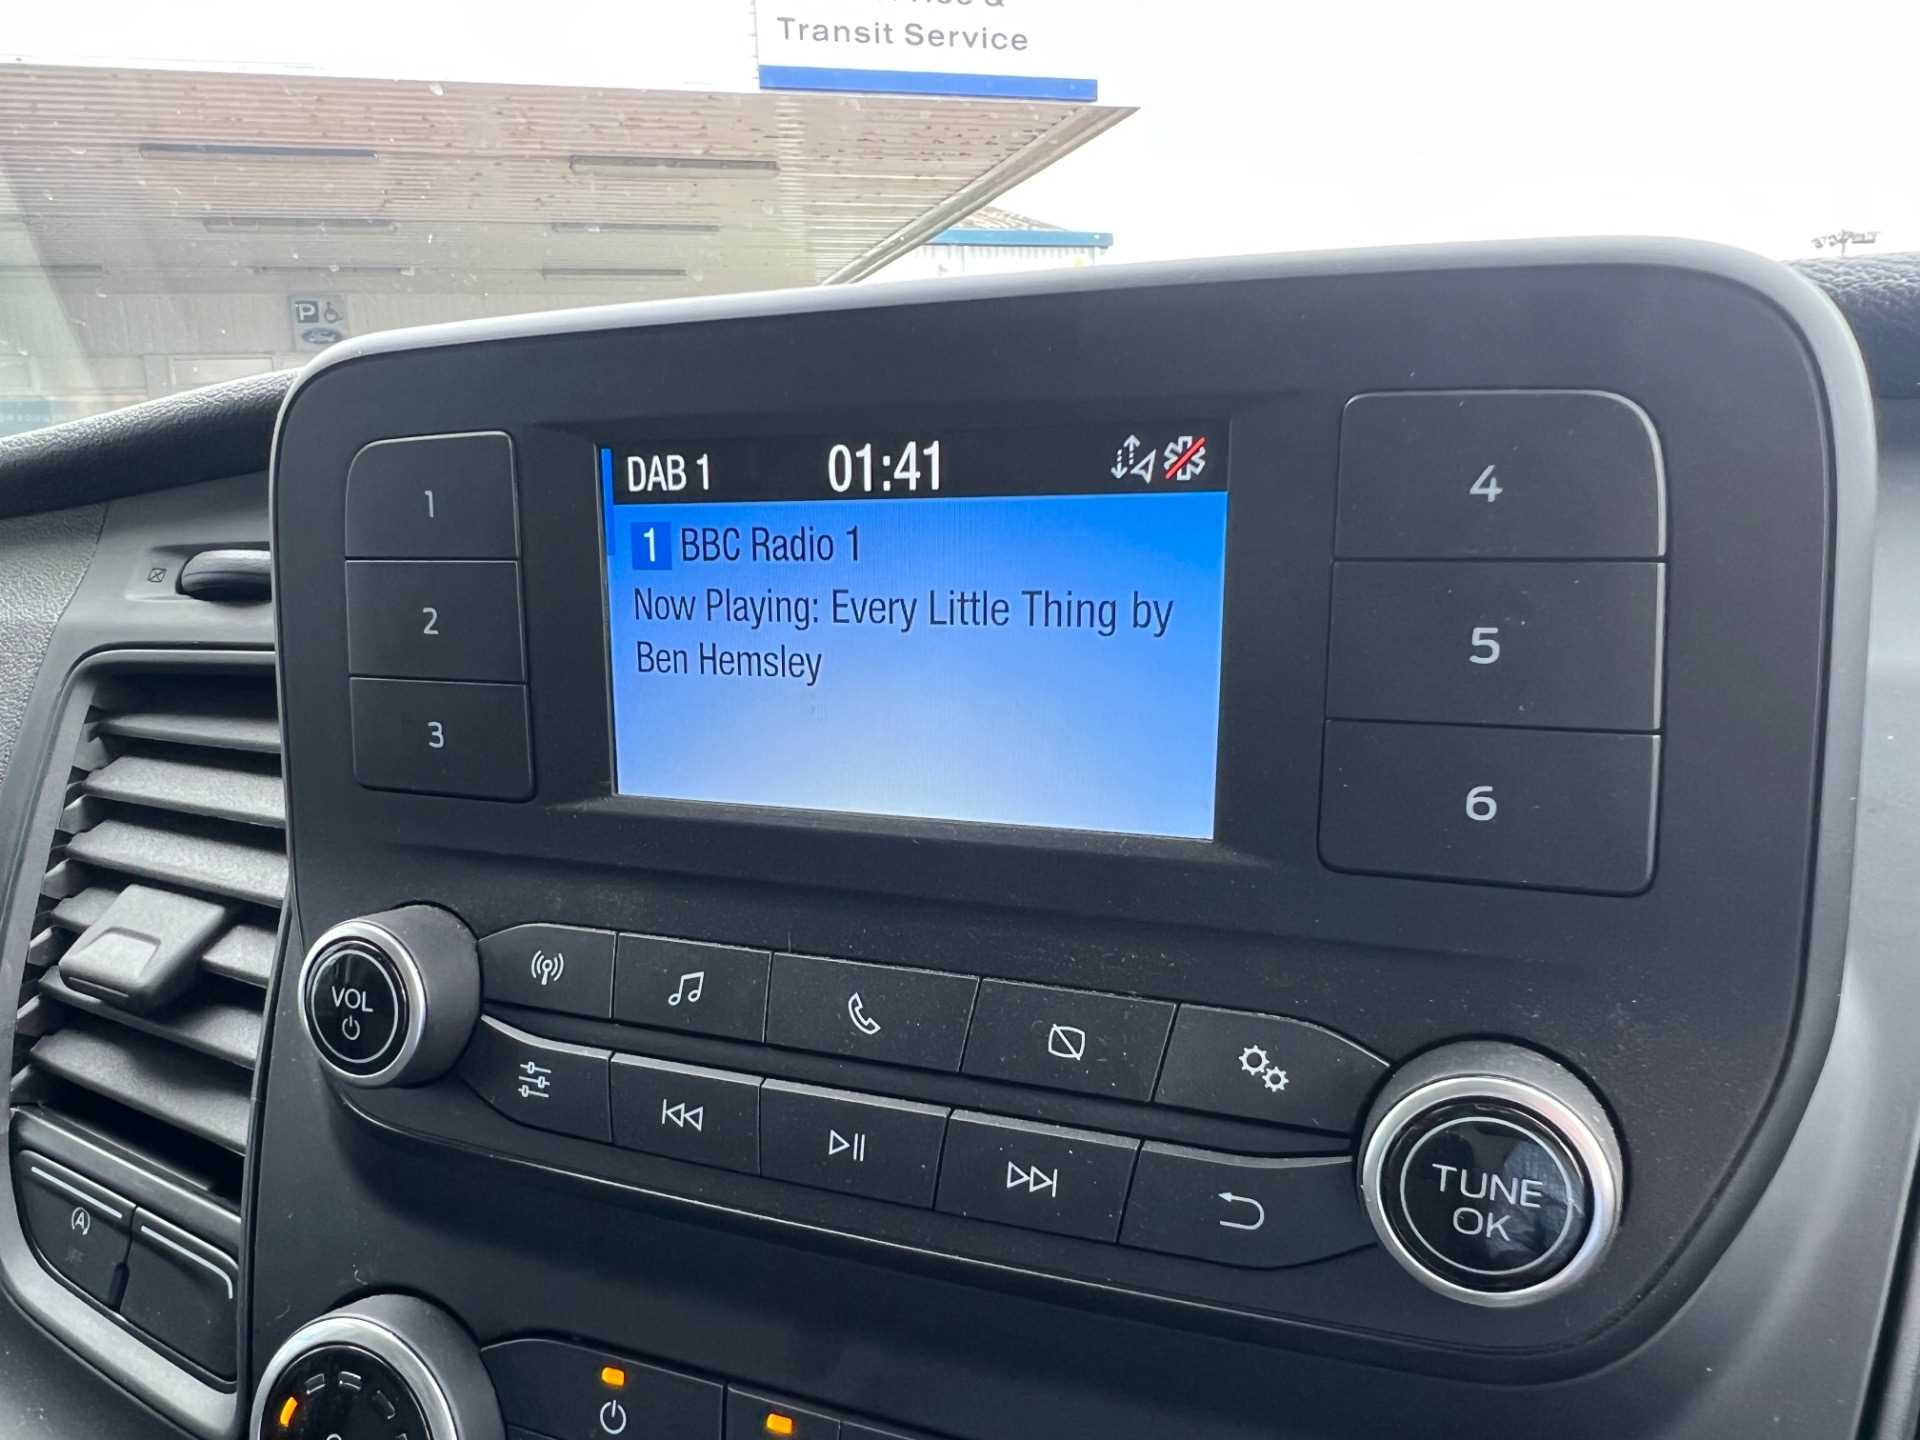 Transit Service
P
Ford
DAB 1 01:41
1 BBC Radio 1
Now Playing: Every Little Thing by
Ben Hemsley
1
2
3
4
5
6
VOL
TUNE
OK
A